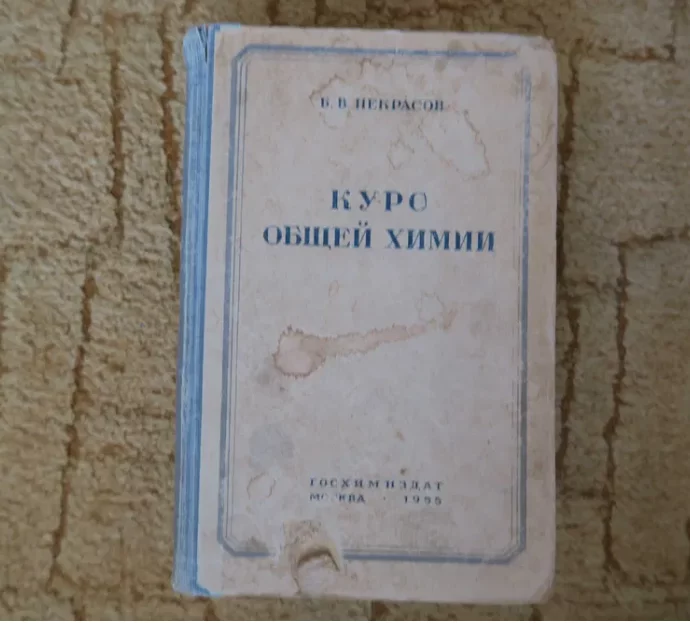 Б. В. НЕКРАСОВ
КУРС
ОБЩЕЙ ХИМИИ
ГОСХИМИЗДАТ
МОСКВА · 1955